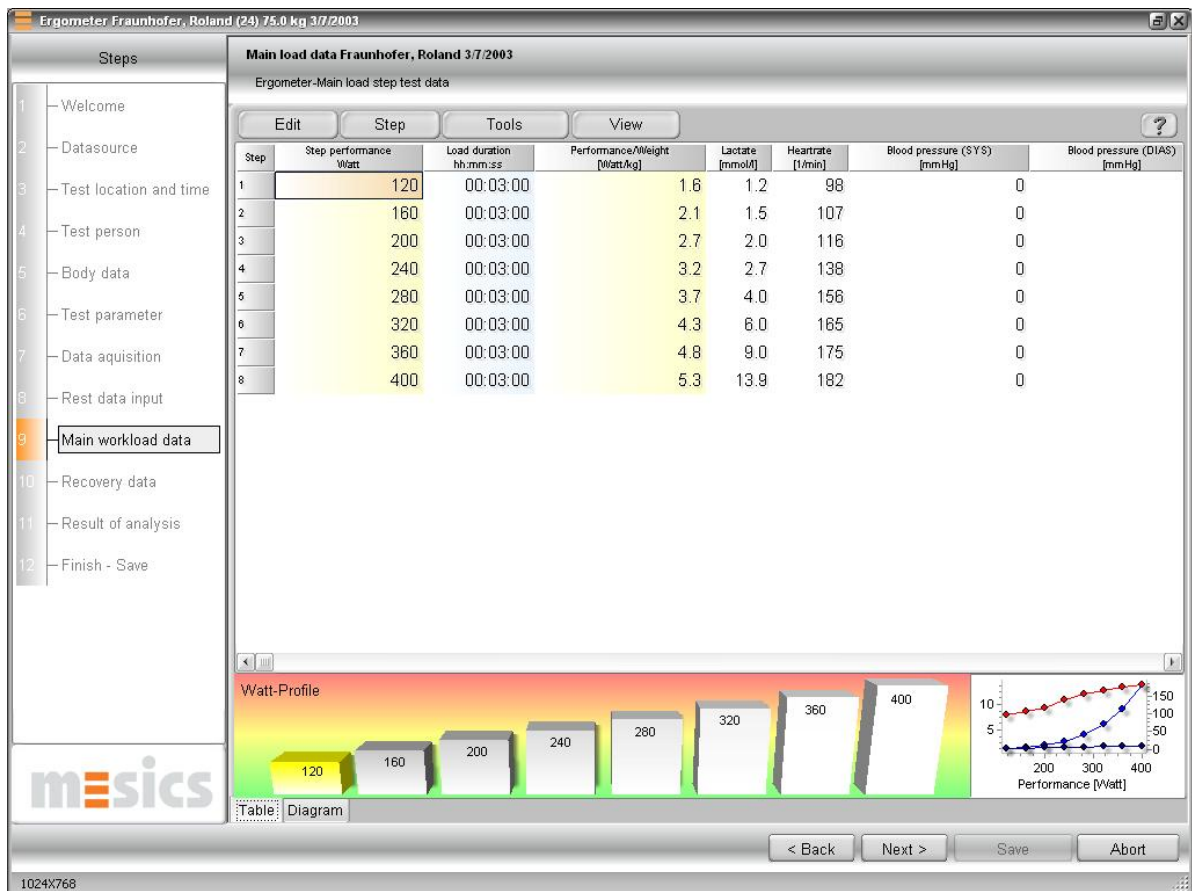 Ergometer Fraunhofer, Roland (24) 75.0 kg 3/7/2003
Steps
1 Welcome
2 Datasource
3 Test location and time
4 Test person
5 Body data
6 Test parameter
7 Data aquisition
8 Rest data input
9 Main workload data
10 Recovery data
11 Result of analysis
12 Finish - Save
mesics
Main load data Fraunhofer, Roland 3/7/2003
Ergometer-Main load step test data
Edit Step Tools View ?
Step Step performance Watt Load duration hh:mm:ss Performance/Weight [Watt/kg] Lactate [mmol/l] Heartrate [1/min] Blood pressure (SYS) [mmHg] Blood pressure (DIAS) [mmHg]
1 120 00:03:00 1.6 1.2 98 0
2 160 00:03:00 2.1 1.5 107 0
3 200 00:03:00 2.7 2.0 116 0
4 240 00:03:00 3.2 2.7 138 0
5 280 00:03:00 3.7 4.0 156 0
6 320 00:03:00 4.3 6.0 165 0
7 360 00:03:00 4.8 9.0 175 0
8 400 00:03:00 5.3 13.9 182 0
Watt-Profile
120 160 200 240 280 320 360 400
10 5
150 100 50 0
200 300 400
Performance [Watt]
Table Diagram
< Back Next > Save Abort
1024X768